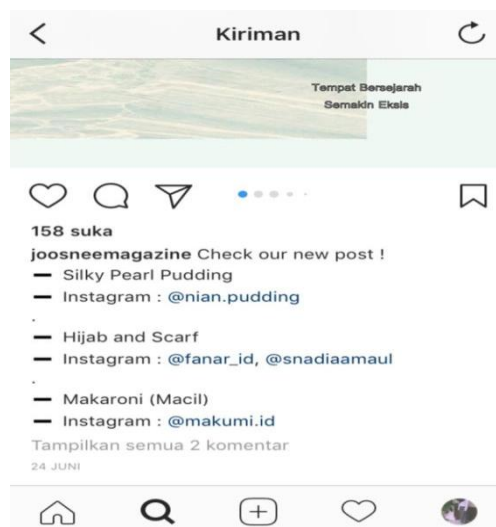 Kiriman
Tempat Bersejarah
Semakin Eksis
158 suka
joosneemagazine Check our new post !
— Silky Pearl Pudding
— Instagram : @nian.pudding
.
— Hijab and Scarf
— Instagram : @fanar_id, @snadiaamaul
.
— Makaroni (Macil)
— Instagram : @makumi.id
Tampilkan semua 2 komentar
24 JUNI